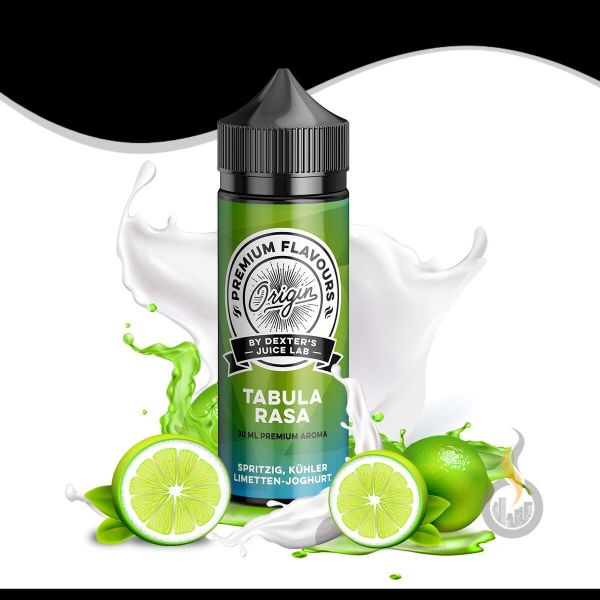 PREMIUM FLAVOURS
Origin
BY DEXTER'S
JUICE LAB
TABULA
RASA
30 ML PREMIUM AROMA
SPRITZIG, KÜHLER
LIMETTEN-JOGHURT